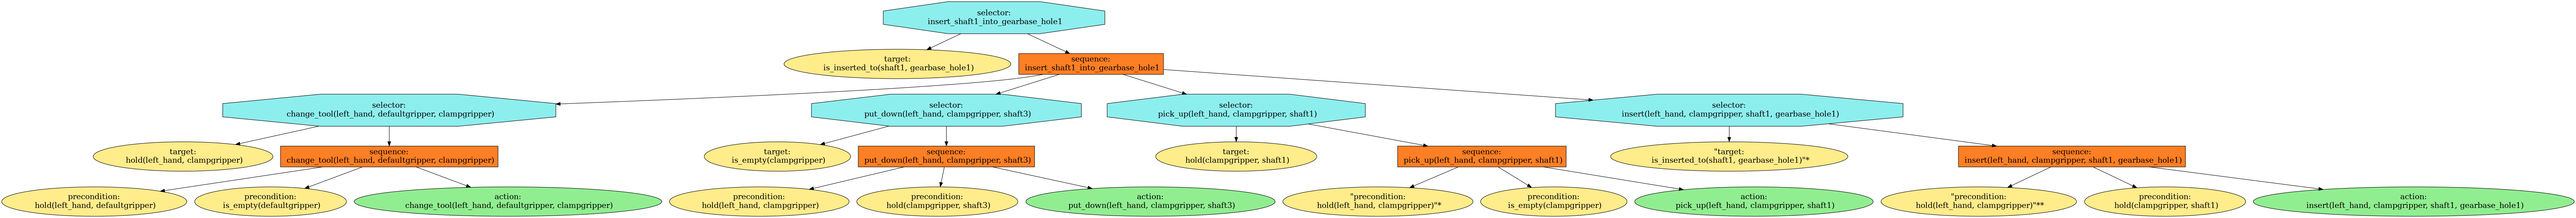 selector:
insert_shaft1_into_gearbase_hole1
target:
is_inserted_to(shaft1, gearbase_hole1)
sequence:
insert_shaft1_into_gearbase_hole1
selector:
change_tool(left_hand, defaultgripper, clampgripper)
selector:
put_down(left_hand, clampgripper, shaft3)
selector:
pick_up(left_hand, clampgripper, shaft1)
selector:
insert(left_hand, clampgripper, shaft1, gearbase_hole1)
target:
hold(left_hand, clampgripper)
sequence:
change_tool(left_hand, defaultgripper, clampgripper)
target:
is_empty(clampgripper)
sequence:
put_down(left_hand, clampgripper, shaft3)
target:
hold(clampgripper, shaft1)
sequence:
pick_up(left_hand, clampgripper, shaft1)
"target:
is_inserted_to(shaft1, gearbase_hole1)"*
sequence:
insert(left_hand, clampgripper, shaft1, gearbase_hole1)
precondition:
hold(left_hand, defaultgripper)
precondition:
is_empty(defaultgripper)
action:
change_tool(left_hand, defaultgripper, clampgripper)
precondition:
hold(left_hand, clampgripper)
precondition:
hold(clampgripper, shaft3)
action:
put_down(left_hand, clampgripper, shaft3)
"precondition:
hold(left_hand, clampgripper)"*
precondition:
is_empty(clampgripper)
action:
pick_up(left_hand, clampgripper, shaft1)
"precondition:
hold(left_hand, clampgripper)"**
precondition:
hold(clampgripper, shaft1)
action:
insert(left_hand, clampgripper, shaft1, gearbase_hole1)